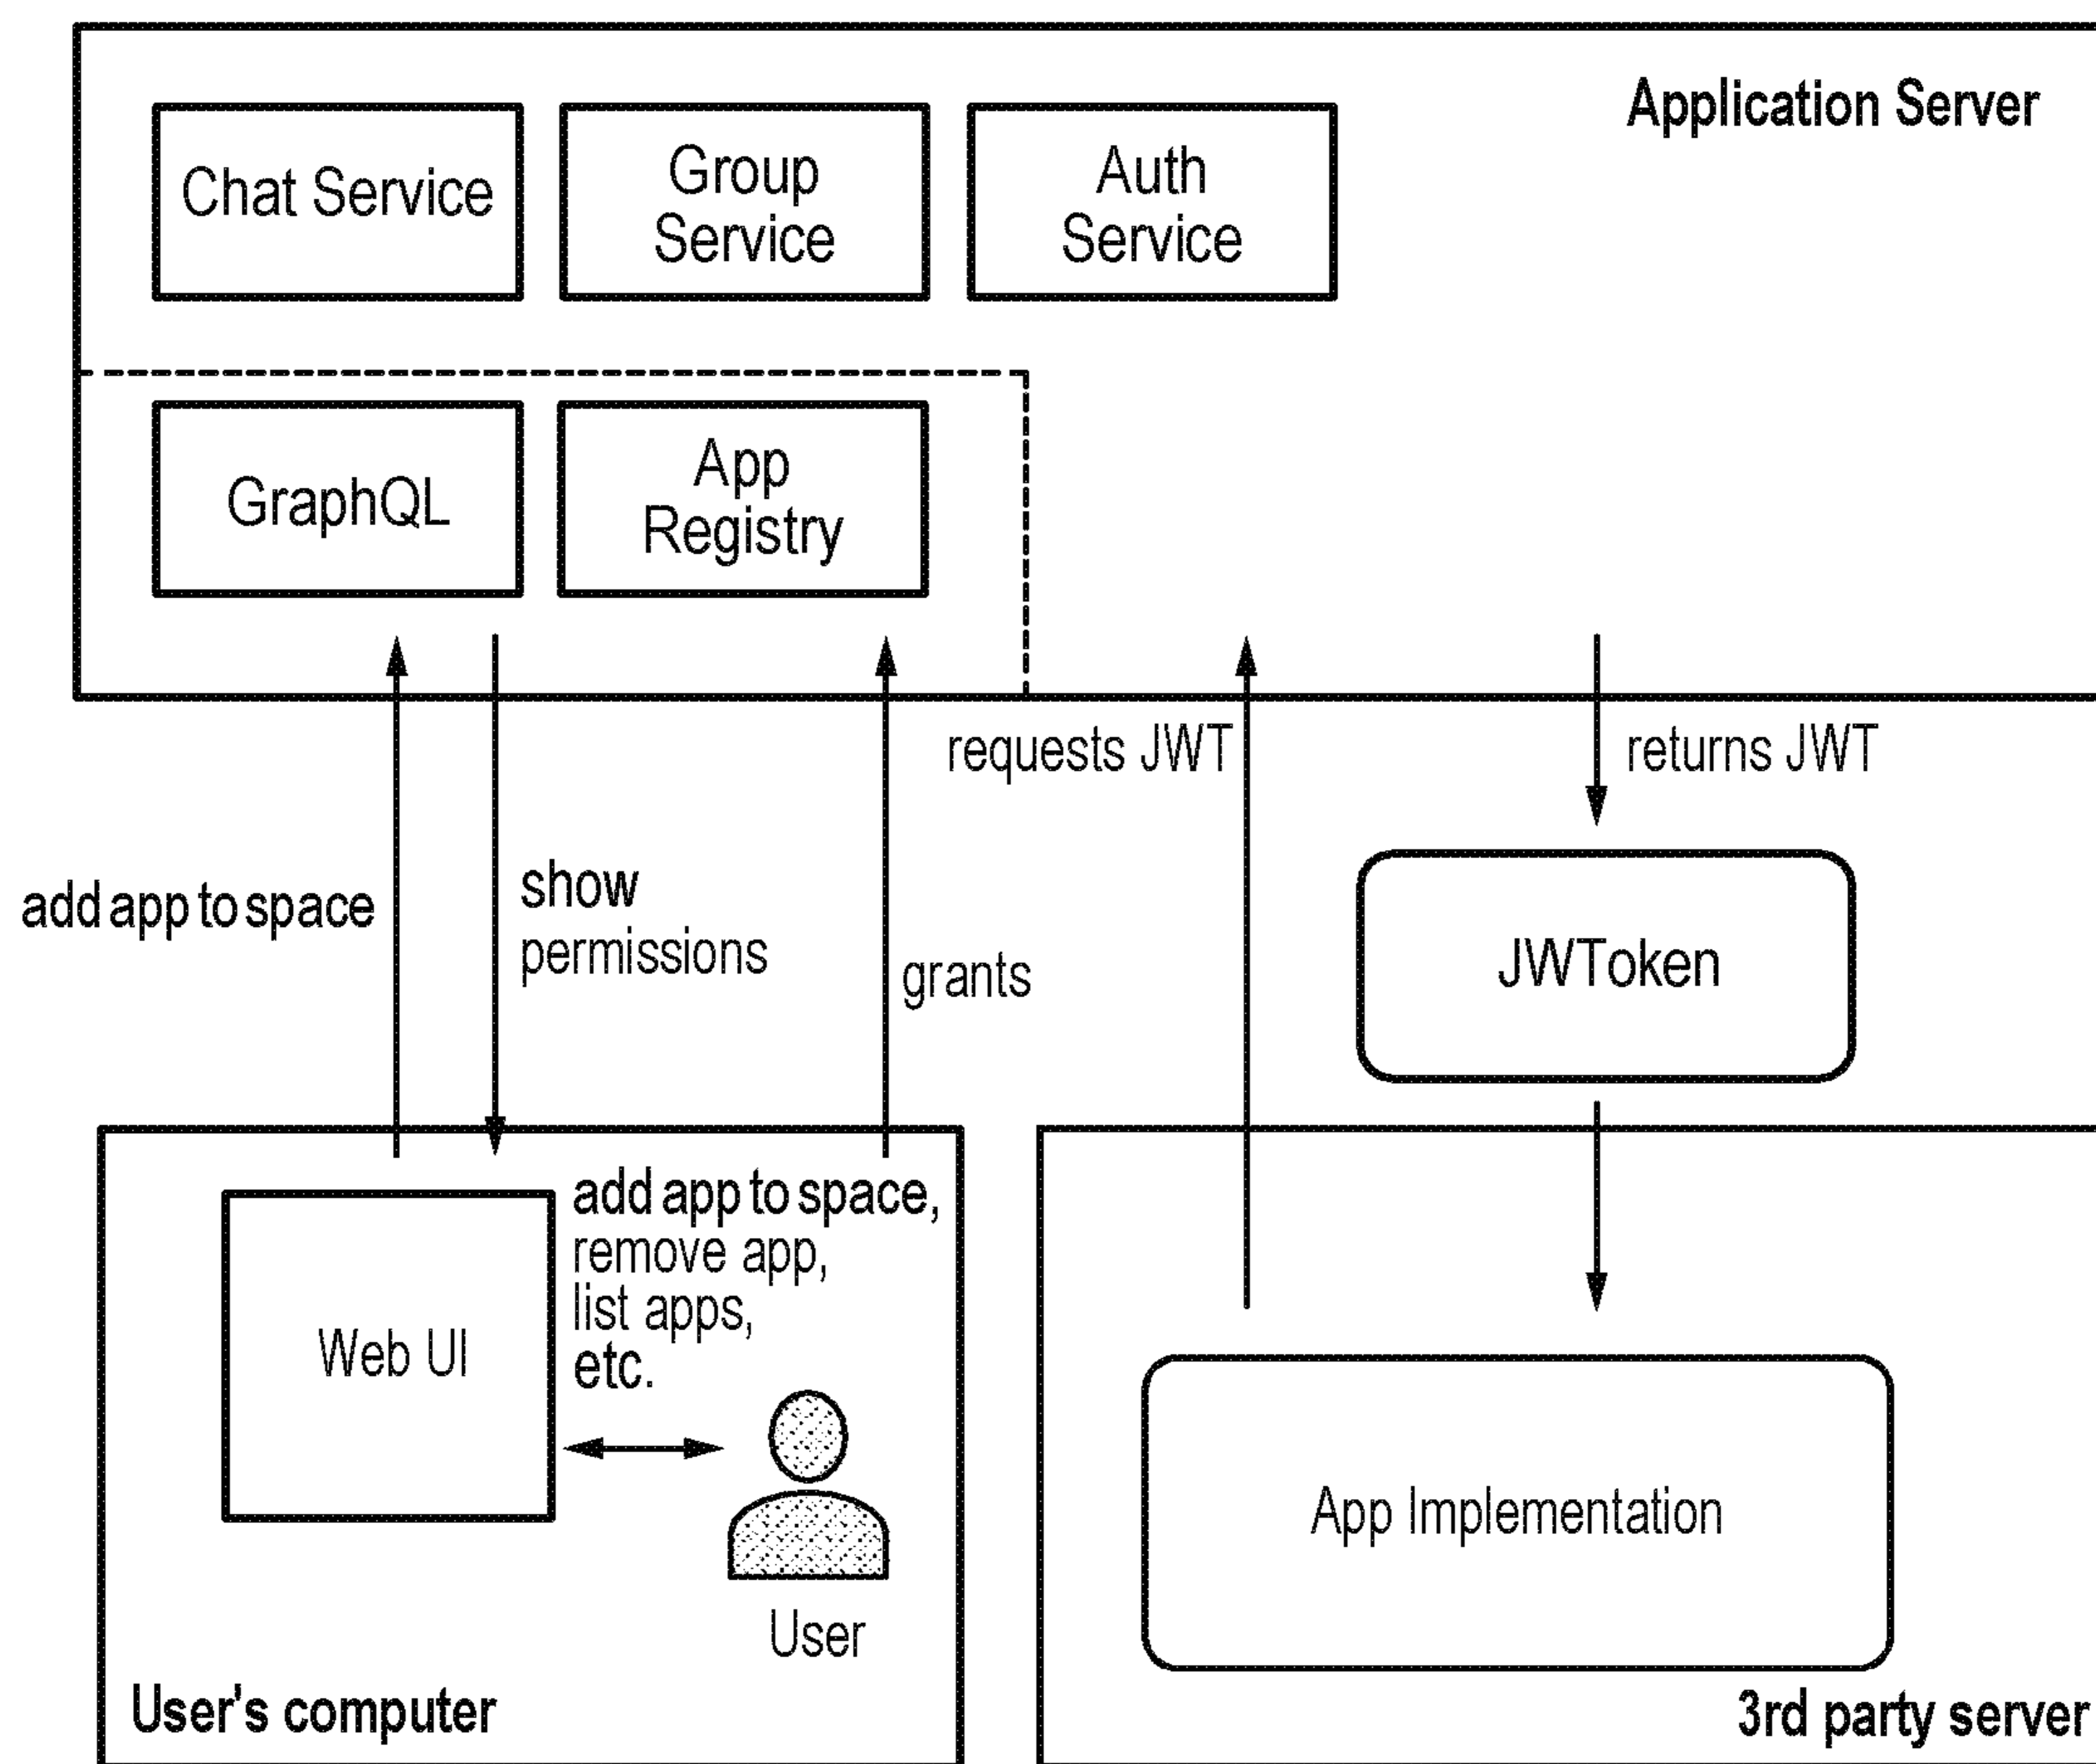 Application Server
Chat Service
Group
Service
Auth
Service
GraphQL
App
Registry
requests JWT
returns JWT
add app to space
show
permissions
grants
JWToken
add app to space,
remove app,
list apps,
etc.
Web UI
User
User's computer
App Implementation
3rd party server